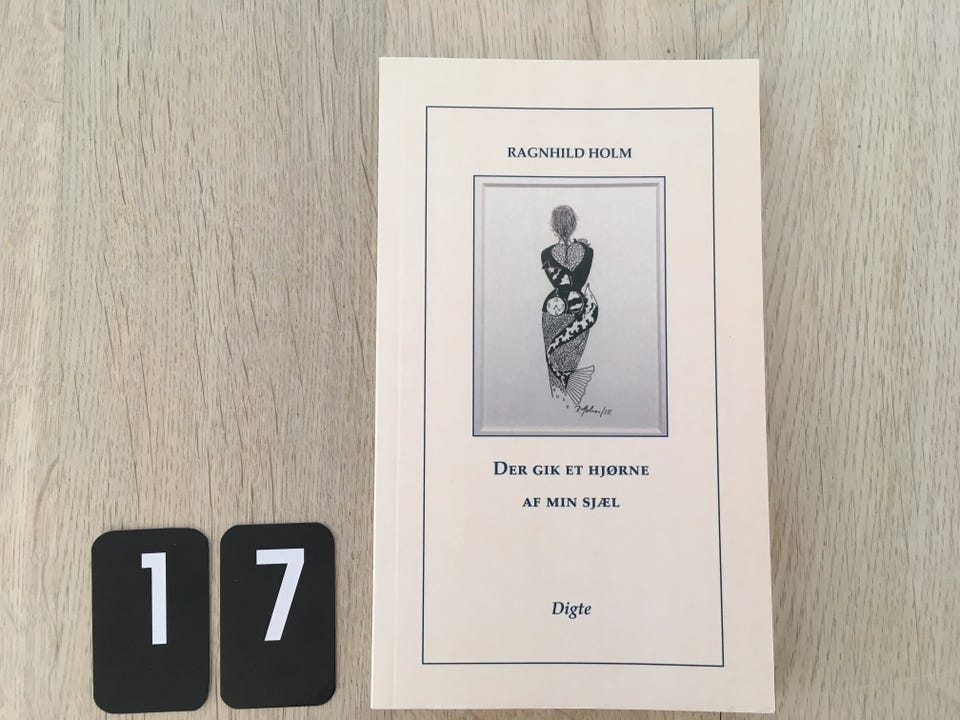 RAGNHILD HOLM
DER GIK ET HJØRNE
AF MIN SJÆL
Digte
1 7